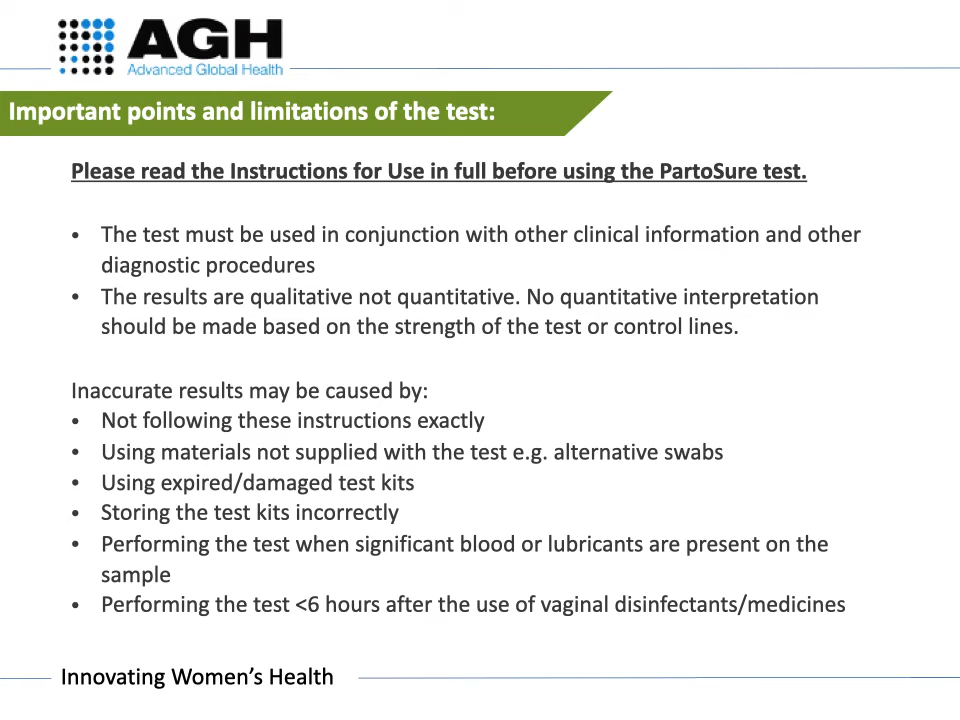 AGH
Advanced Global Health
Important points and limitations of the test:
Please read the Instructions for Use in full before using the PartoSure test.
• The test must be used in conjunction with other clinical information and other
diagnostic procedures
• The results are qualitative not quantitative. No quantitative interpretation
should be made based on the strength of the test or control lines.
Inaccurate results may be caused by:
• Not following these instructions exactly
• Using materials not supplied with the test e.g. alternative swabs
• Using expired/damaged test kits
• Storing the test kits incorrectly
• Performing the test when significant blood or lubricants are present on the
sample
• Performing the test <6 hours after the use of vaginal disinfectants/medicines
Innovating Women’s Health